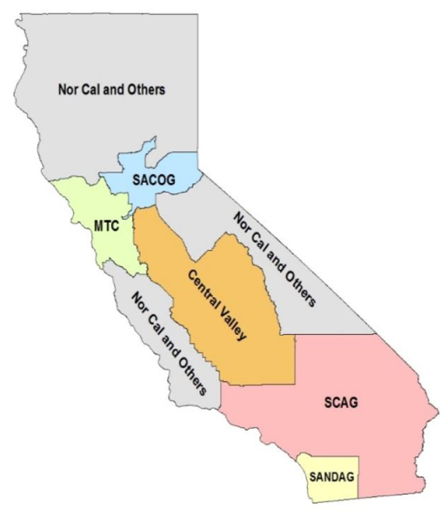 Nor Cal and Others
SACOG
MTC
Nor Cal and Others
Central Valley
Nor Cal and Others
SCAG
SANDAG